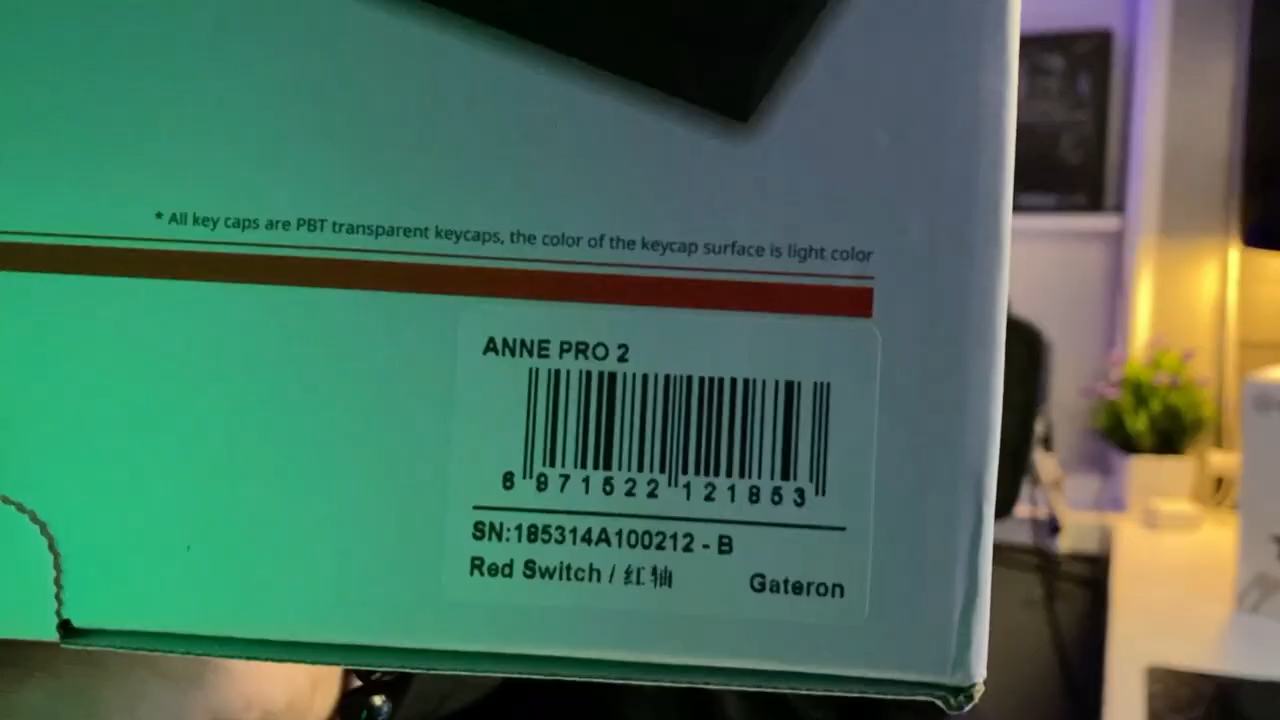 * All key caps are PBT transparent keycaps, the color of the keycap surface is light color
ANNE PRO 2
6 971522 121853
SN:185314A100212 - B
Red Switch / 红轴
Gateron